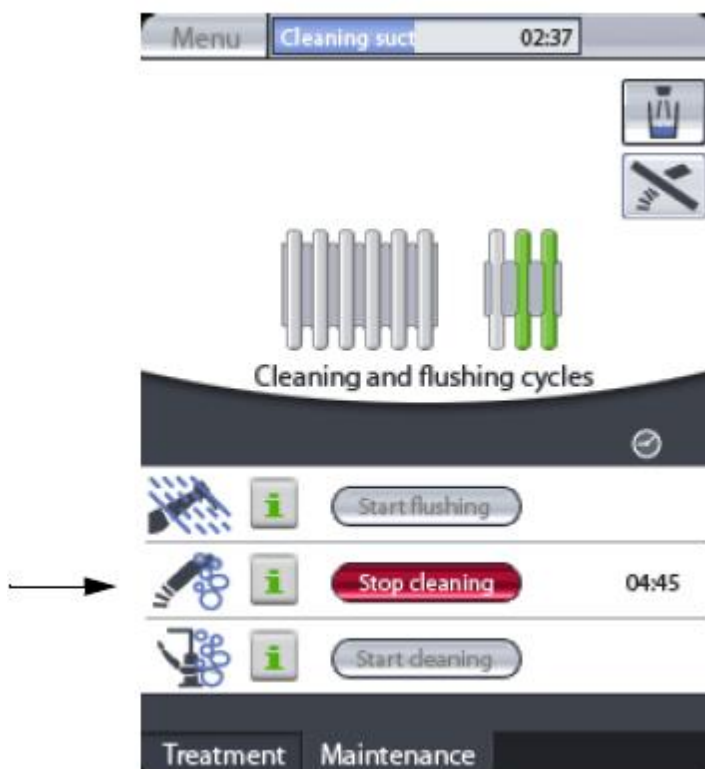 Menu
Cleaning suct 02:37
Cleaning and flushing cycles
i Start flushing
i Stop cleaning 04:45
i Start cleaning
Treatment Maintenance